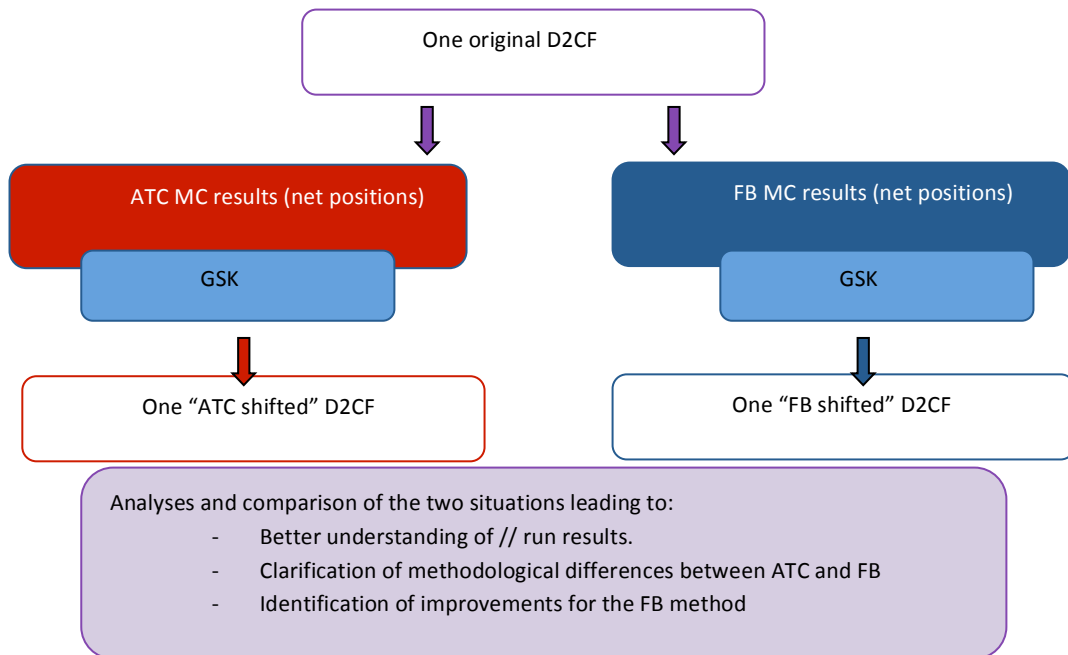 One original D2CF
ATC MC results (net positions)
FB MC results (net positions)
GSK
GSK
One “ATC shifted” D2CF
One “FB shifted” D2CF
Analyses and comparison of the two situations leading to:
- Better understanding of // run results.
- Clarification of methodological differences between ATC and FB
- Identification of improvements for the FB method